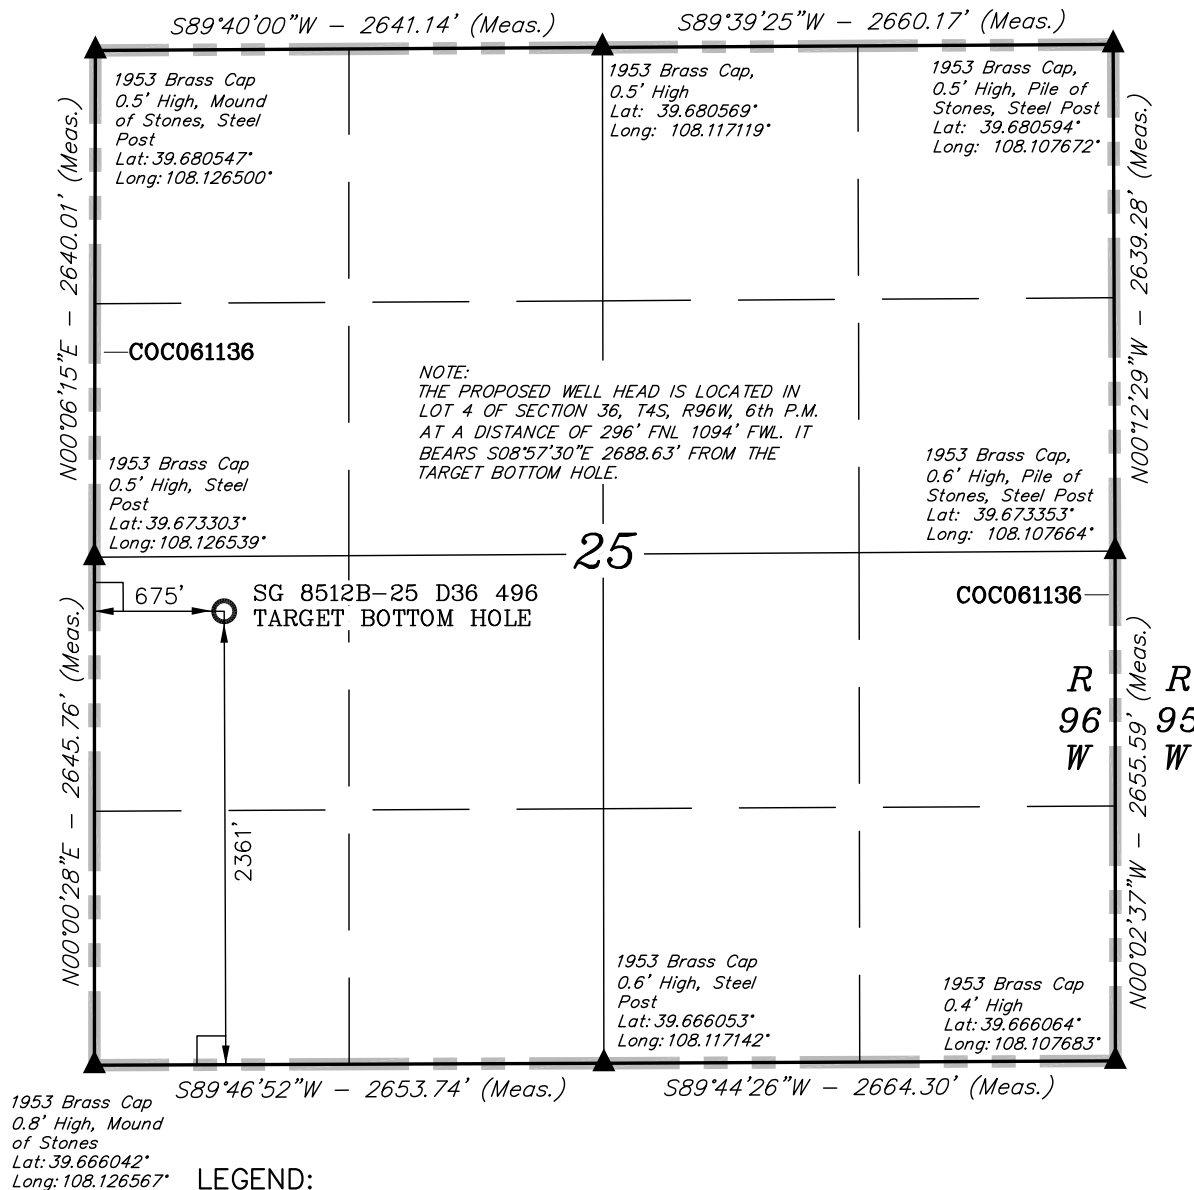 S89°40'00"W - 2641.14' (Meas.)
S89°39'25"W - 2660.17' (Meas.)
1953 Brass Cap
0.5' High, Mound
of Stones, Steel
Post
Lat: 39.680547°
Long: 108.126500°
1953 Brass Cap,
0.5' High
Lat: 39.680569°
Long: 108.117119°
1953 Brass Cap,
0.5' High, Pile of
Stones, Steel Post
Lat: 39.680594°
Long: 108.107672°
N00°06'15"E - 2640.01' (Meas.)
N00°12'29"W - 2639.28' (Meas.)
COC061136
NOTE:
THE PROPOSED WELL HEAD IS LOCATED IN
LOT 4 OF SECTION 36, T4S, R96W, 6th P.M.
AT A DISTANCE OF 296' FNL 1094' FWL. IT
BEARS S08°57'30"E 2688.63' FROM THE
TARGET BOTTOM HOLE.
1953 Brass Cap
0.5' High, Steel
Post
Lat: 39.673303°
Long: 108.126539°
1953 Brass Cap,
0.6' High, Pile of
Stones, Steel Post
Lat: 39.673353°
Long: 108.107664°
25
675'
SG 8512B-25 D36 496
TARGET BOTTOM HOLE
COC061136
R
96
W
R
95
W
N00°00'28"E - 2645.76' (Meas.)
2361'
N00°02'37"W - 2655.59' (Meas.)
1953 Brass Cap
0.6' High, Steel
Post
Lat: 39.666053°
Long: 108.117142°
1953 Brass Cap
0.4' High
Lat: 39.666064°
Long: 108.107683°
S89°46'52"W - 2653.74' (Meas.)
S89°44'26"W - 2664.30' (Meas.)
1953 Brass Cap
0.8' High, Mound
of Stones
Lat: 39.666042°
Long: 108.126567°
LEGEND: